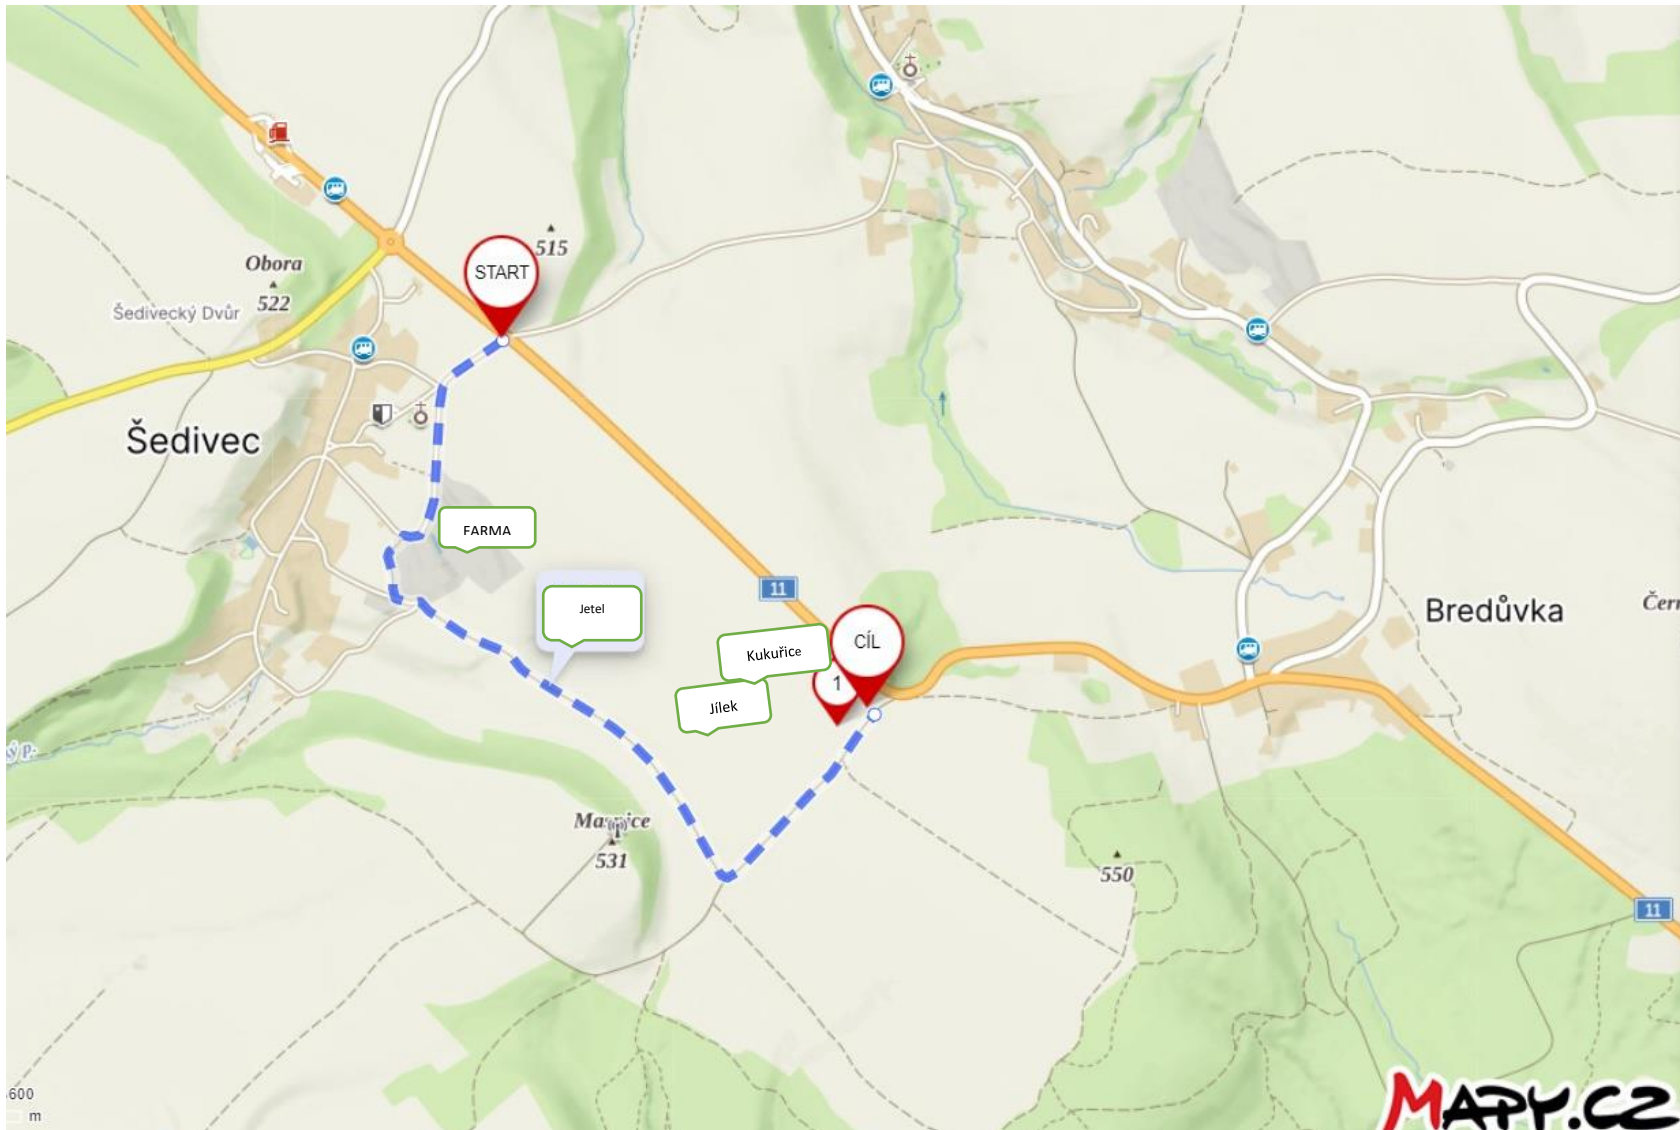 START
515
Obora
522
Šedivecký Dvůr
Šedivec
FARMA
Jetel
11
Kukuřice
CÍL
1
Jílek
Bredůvka
Čer
ý p.
531
550
11
600
m
MAPY.CZ